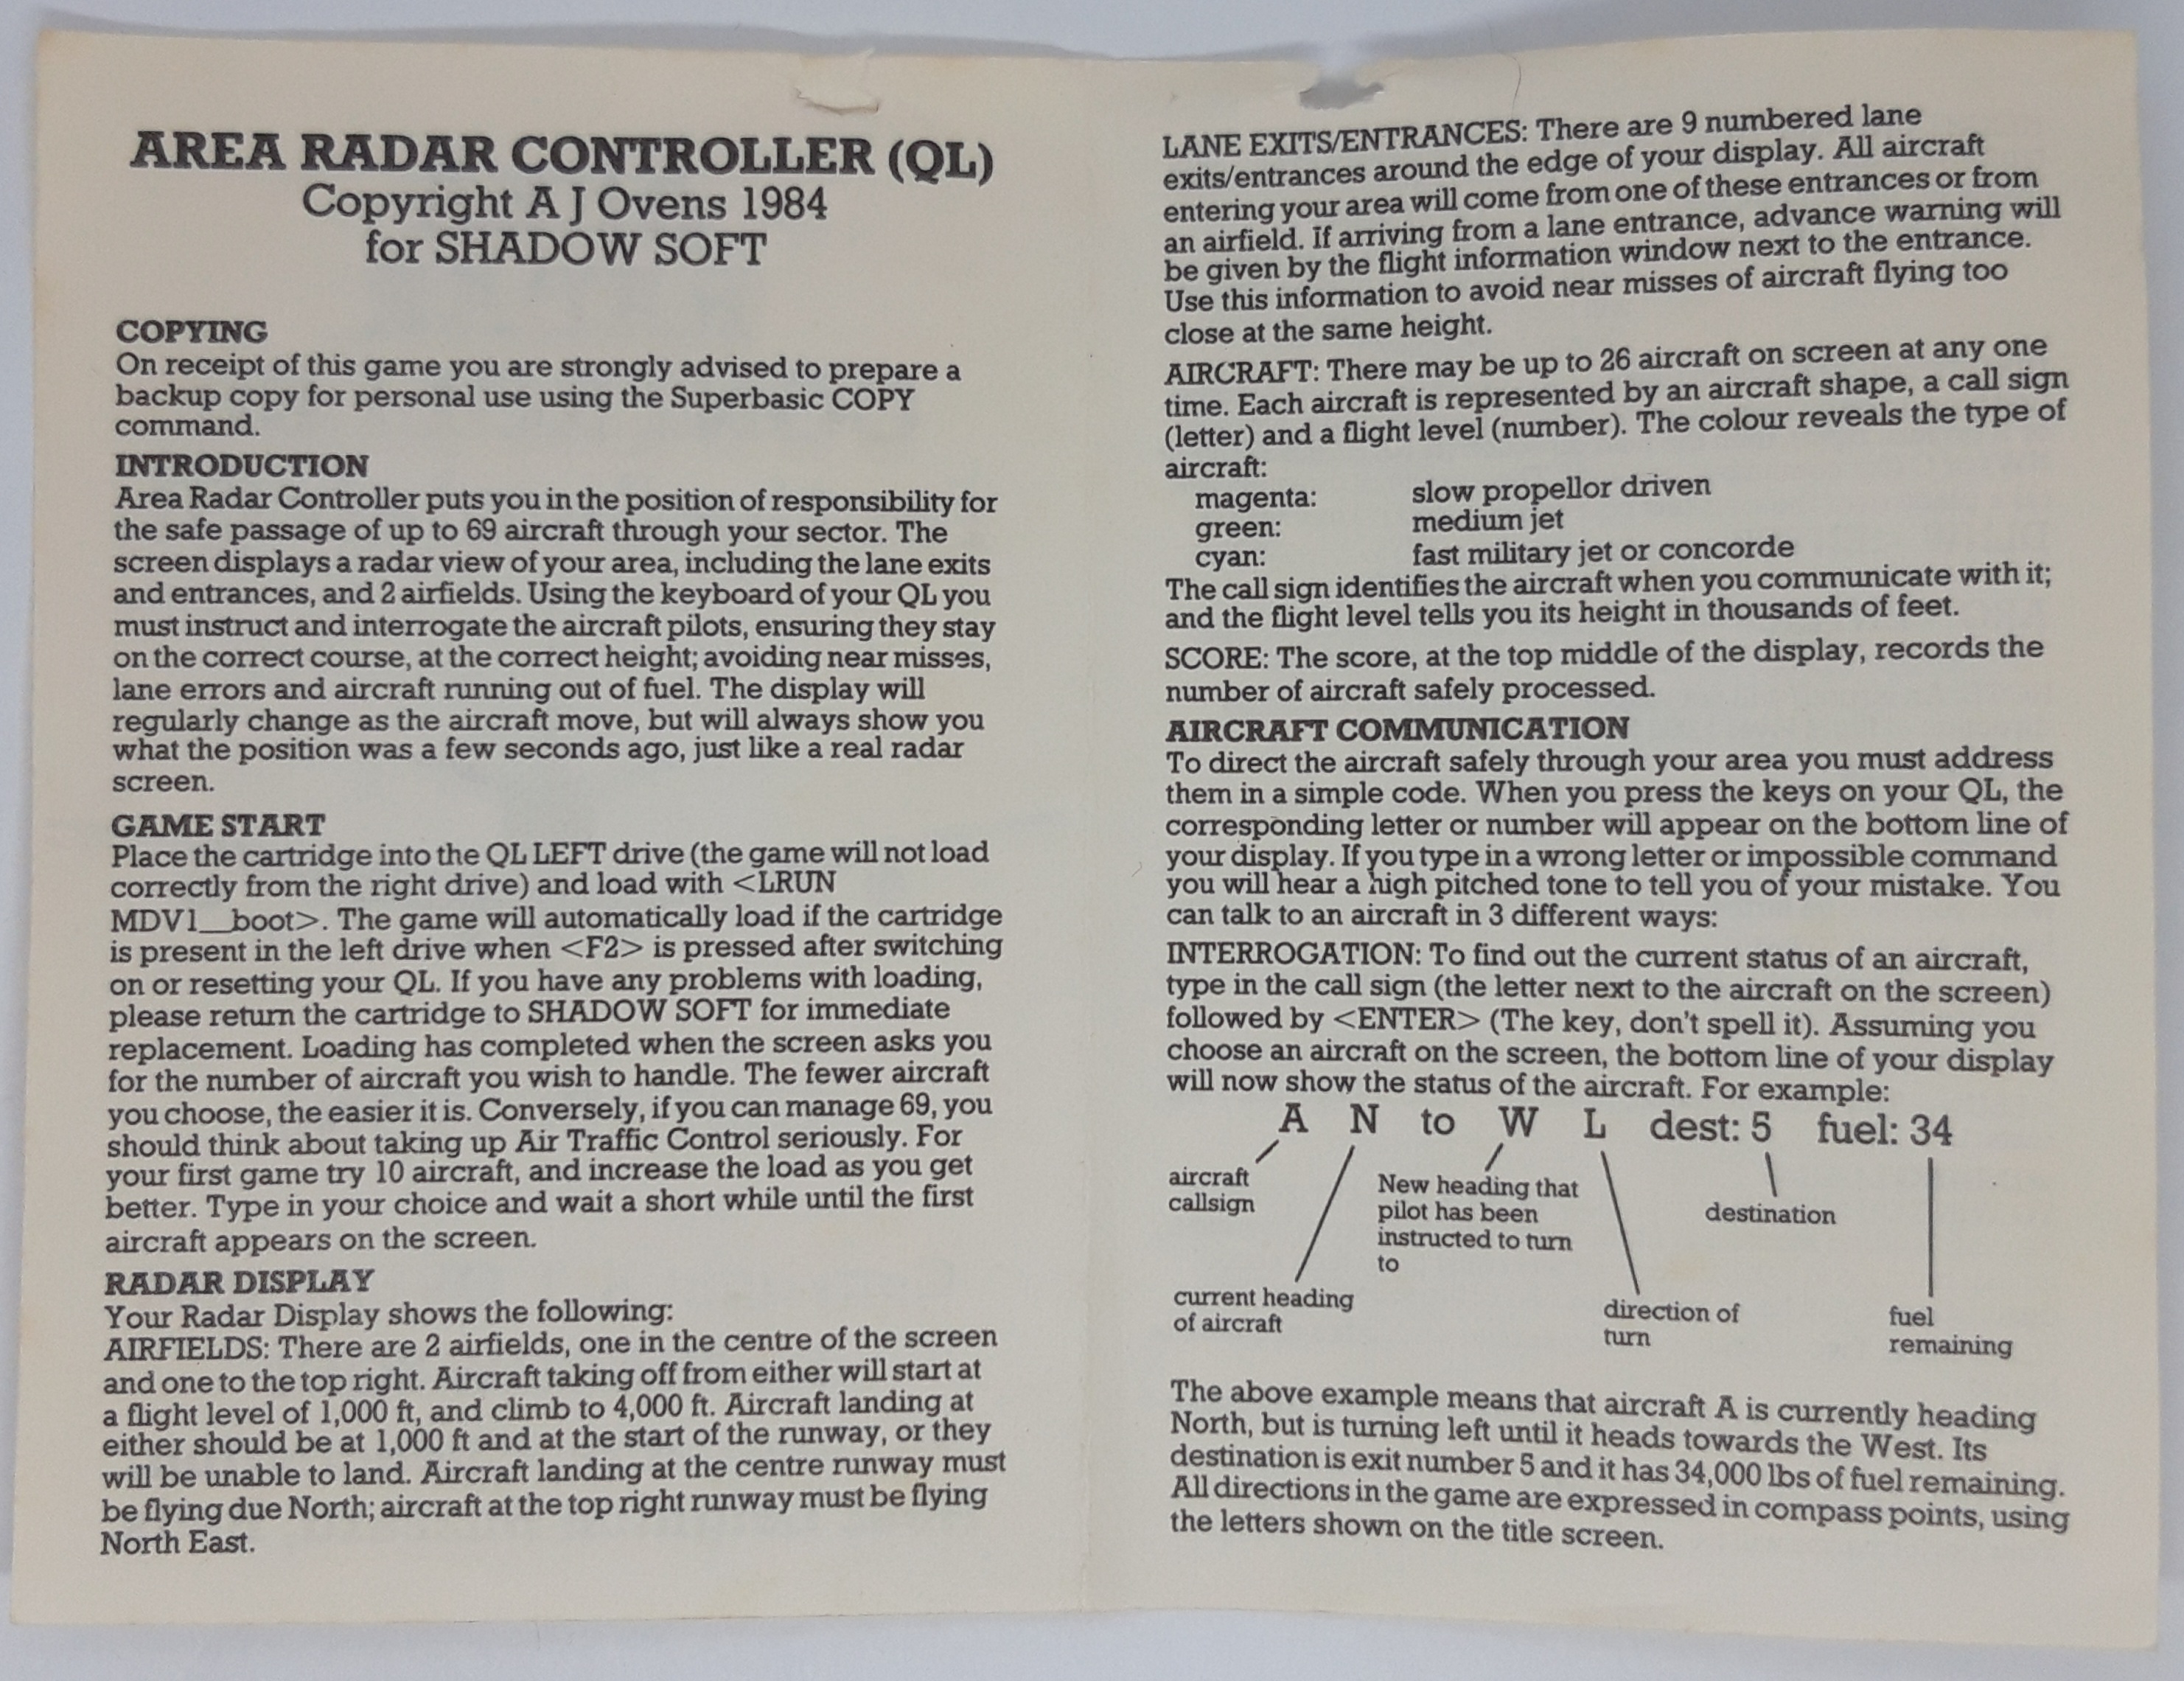 AREA RADAR CONTROLLER (QL)
Copyright A J Ovens 1984
for SHADOW SOFT
COPYING
On receipt of this game you are strongly advised to prepare a
backup copy for personal use using the Superbasic COPY
command.
INTRODUCTION
Area Radar Controller puts you in the position of responsibility for
the safe passage of up to 69 aircraft through your sector. The
screen displays a radar view of your area, including the lane exits
and entrances, and 2 airfields. Using the keyboard of your QL you
must instruct and interrogate the aircraft pilots, ensuring they stay
on the correct course, at the correct height; avoiding near misses,
lane errors and aircraft running out of fuel. The display will
regularly change as the aircraft move, but will always show you
what the position was a few seconds ago, just like a real radar
screen.
GAME START
Place the cartridge into the QL LEFT drive (the game will not load
correctly from the right drive) and load with <LRUN
MDV1__boot>. The game will automatically load if the cartridge
is present in the left drive when <F2> is pressed after switching
on or resetting your QL. If you have any problems with loading,
please return the cartridge to SHADOW SOFT for immediate
replacement. Loading has completed when the screen asks you
for the number of aircraft you wish to handle. The fewer aircraft
you choose, the easier it is. Conversely, if you can manage 69, you
should think about taking up Air Traffic Control seriously. For
your first game try 10 aircraft, and increase the load as you get
better. Type in your choice and wait a short while until the first
aircraft appears on the screen.
RADAR DISPLAY
Your Radar Display shows the following:
AIRFIELDS: There are 2 airfields, one in the centre of the screen
and one to the top right. Aircraft taking off from either will start at
a flight level of 1,000 ft, and climb to 4,000 ft. Aircraft landing at
either should be at 1,000 ft and at the start of the runway, or they
will be unable to land. Aircraft landing at the centre runway must
be flying due North; aircraft at the top right runway must be flying
North East.
LANE EXITS/ENTRANCES: There are 9 numbered lane
exits/entrances around the edge of your display. All aircraft
entering your area will come from one of these entrances or from
an airfield. If arriving from a lane entrance, advance warning will
be given by the flight information window next to the entrance.
Use this information to avoid near misses of aircraft flying too
close at the same height.
AIRCRAFT: There may be up to 26 aircraft on screen at any one
time. Each aircraft is represented by an aircraft shape, a call sign
(letter) and a flight level (number). The colour reveals the type of
aircraft:
magenta: slow propellor driven
green: medium jet
cyan: fast military jet or concorde
The call sign identifies the aircraft when you communicate with it;
and the flight level tells you its height in thousands of feet.
SCORE: The score, at the top middle of the display, records the
number of aircraft safely processed.
AIRCRAFT COMMUNICATION
To direct the aircraft safely through your area you must address
them in a simple code. When you press the keys on your QL, the
corresponding letter or number will appear on the bottom line of
your display. If you type in a wrong letter or impossible command
you will hear a high pitched tone to tell you of your mistake. You
can talk to an aircraft in 3 different ways:
INTERROGATION: To find out the current status of an aircraft,
type in the call sign (the letter next to the aircraft on the screen)
followed by <ENTER> (The key, don't spell it). Assuming you
choose an aircraft on the screen, the bottom line of your display
will now show the status of the aircraft. For example:
A N to W L dest: 5 fuel: 34
aircraft
callsign
New heading that
pilot has been
instructed to turn
to
destination
current heading
of aircraft
direction of
turn
fuel
remaining
The above example means that aircraft A is currently heading
North, but is turning left until it heads towards the West. Its
destination is exit number 5 and it has 34,000 lbs of fuel remaining.
All directions in the game are expressed in compass points, using
the letters shown on the title screen.